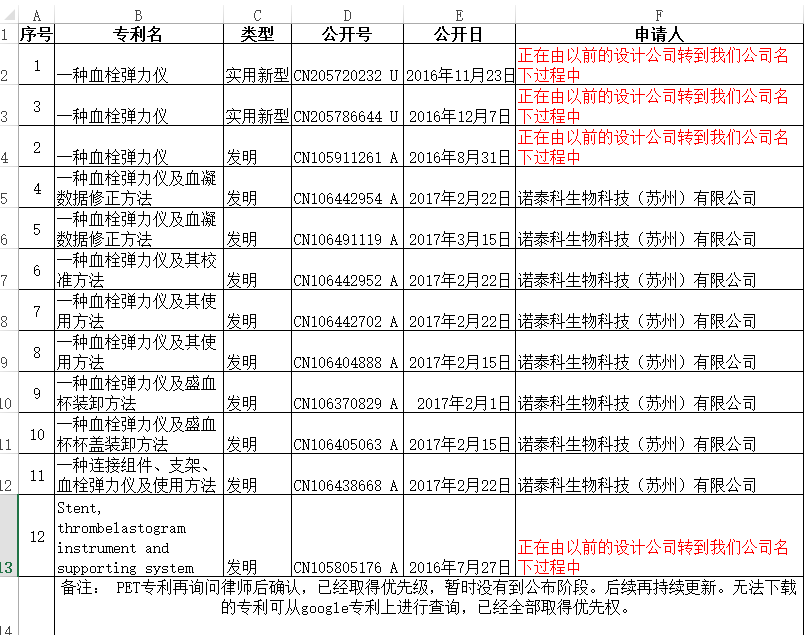 A B C D E F
1 序号 专利名 类型 公开号 公开日 申请人
正在由以前的设计公司转到我们公司名
2 1 一种血栓弹力仪 实用新型 CN205720232 U 2016年11月23日 下过程中
正在由以前的设计公司转到我们公司名
3 3 一种血栓弹力仪 实用新型 CN205786644 U 2016年12月7日 下过程中
正在由以前的设计公司转到我们公司名
4 2 一种血栓弹力仪 发明 CN105911261 A 2016年8月31日 下过程中
一种血栓弹力仪及血凝
5 4 数据修正方法 发明 CN106442954 A 2017年2月22日 诺泰科生物科技（苏州）有限公司
一种血栓弹力仪及血凝
6 5 数据修正方法 发明 CN106491119 A 2017年3月15日 诺泰科生物科技（苏州）有限公司
一种血栓弹力仪及其校
7 6 准方法 发明 CN106442952 A 2017年2月22日 诺泰科生物科技（苏州）有限公司
一种血栓弹力仪及其使
8 7 用方法 发明 CN106442702 A 2017年2月22日 诺泰科生物科技（苏州）有限公司
一种血栓弹力仪及其使
9 8 用方法 发明 CN106404888 A 2017年2月15日 诺泰科生物科技（苏州）有限公司
一种血栓弹力仪及盛血
10 9 杯装卸方法 发明 CN106370829 A 2017年2月1日 诺泰科生物科技（苏州）有限公司
一种血栓弹力仪及盛血
11 10 杯杯盖装卸方法 发明 CN106405063 A 2017年2月15日 诺泰科生物科技（苏州）有限公司
一种连接组件、支架、
12 11 血栓弹力仪及使用方法 发明 CN106438668 A 2017年2月22日 诺泰科生物科技（苏州）有限公司
Stent,
thrombelastogram
12 instrument and 正在由以前的设计公司转到我们公司名
13 supporting system 发明 CN105805176 A 2016年7月27日 下过程中
备注： PET专利再询问律师后确认，已经取得优先级，暂时没有到公布阶段。后续再持续更新。无法下载
的专利可从google专利上进行查询，已经全部取得优先权。
14